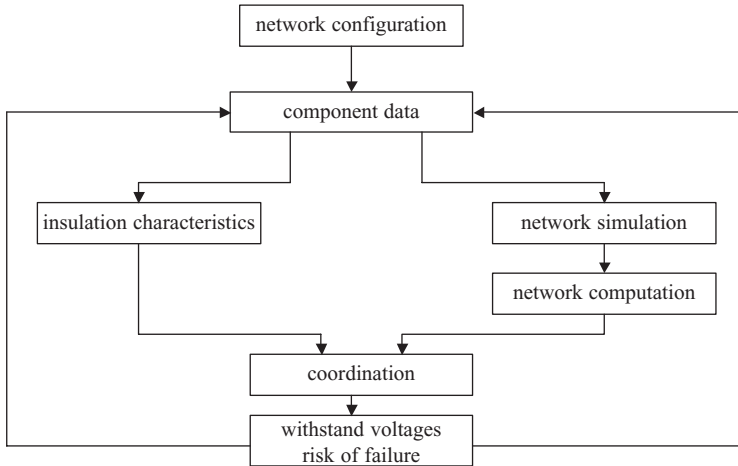 network configuration
component data
insulation characteristics
network simulation
network computation
coordination
withstand voltages
risk of failure